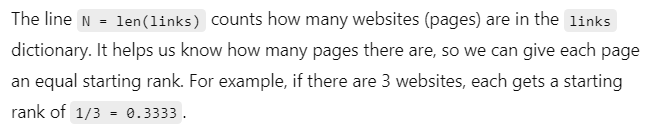 The line N = len(links) counts how many websites (pages) are in the links
dictionary. It helps us know how many pages there are, so we can give each page
an equal starting rank. For example, if there are 3 websites, each gets a starting
rank of 1/3 = 0.3333 .